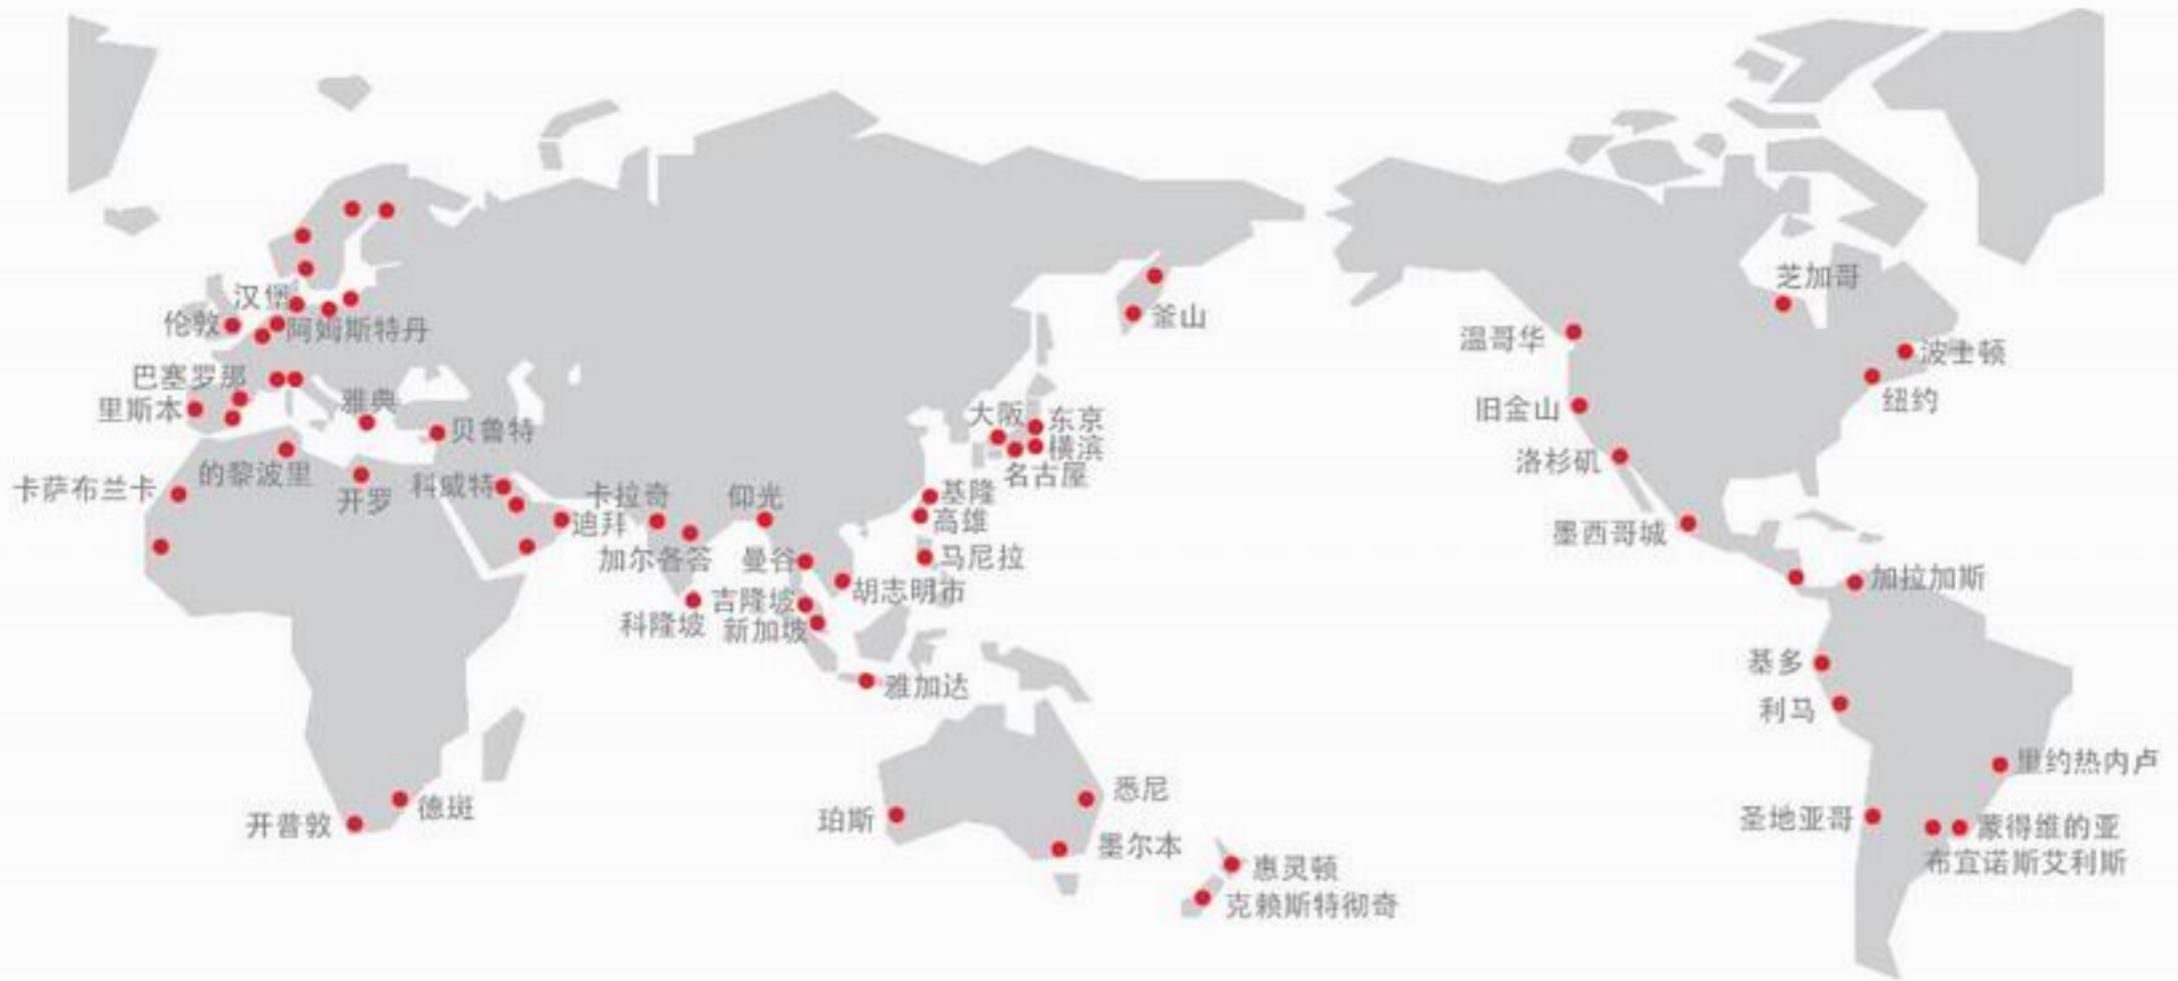 汉堡
伦敦
阿姆斯特丹
巴塞罗那
里斯本
雅典
贝鲁特
的黎波里
卡萨布兰卡
开罗
科威特
迪拜
卡拉奇
加尔各答
仰光
曼谷
胡志明市
吉隆坡
科隆坡
新加坡
雅加达
大阪
东京
横滨
名古屋
基隆
高雄
马尼拉
釜山
开普敦
德班
珀斯
悉尼
墨尔本
惠灵顿
克赖斯特彻奇
温哥华
旧金山
洛杉矶
墨西哥城
芝加哥
波士顿
纽约
加拉加斯
基多
利马
里约热内卢
圣地亚哥
蒙得维的亚
布宜诺斯艾利斯